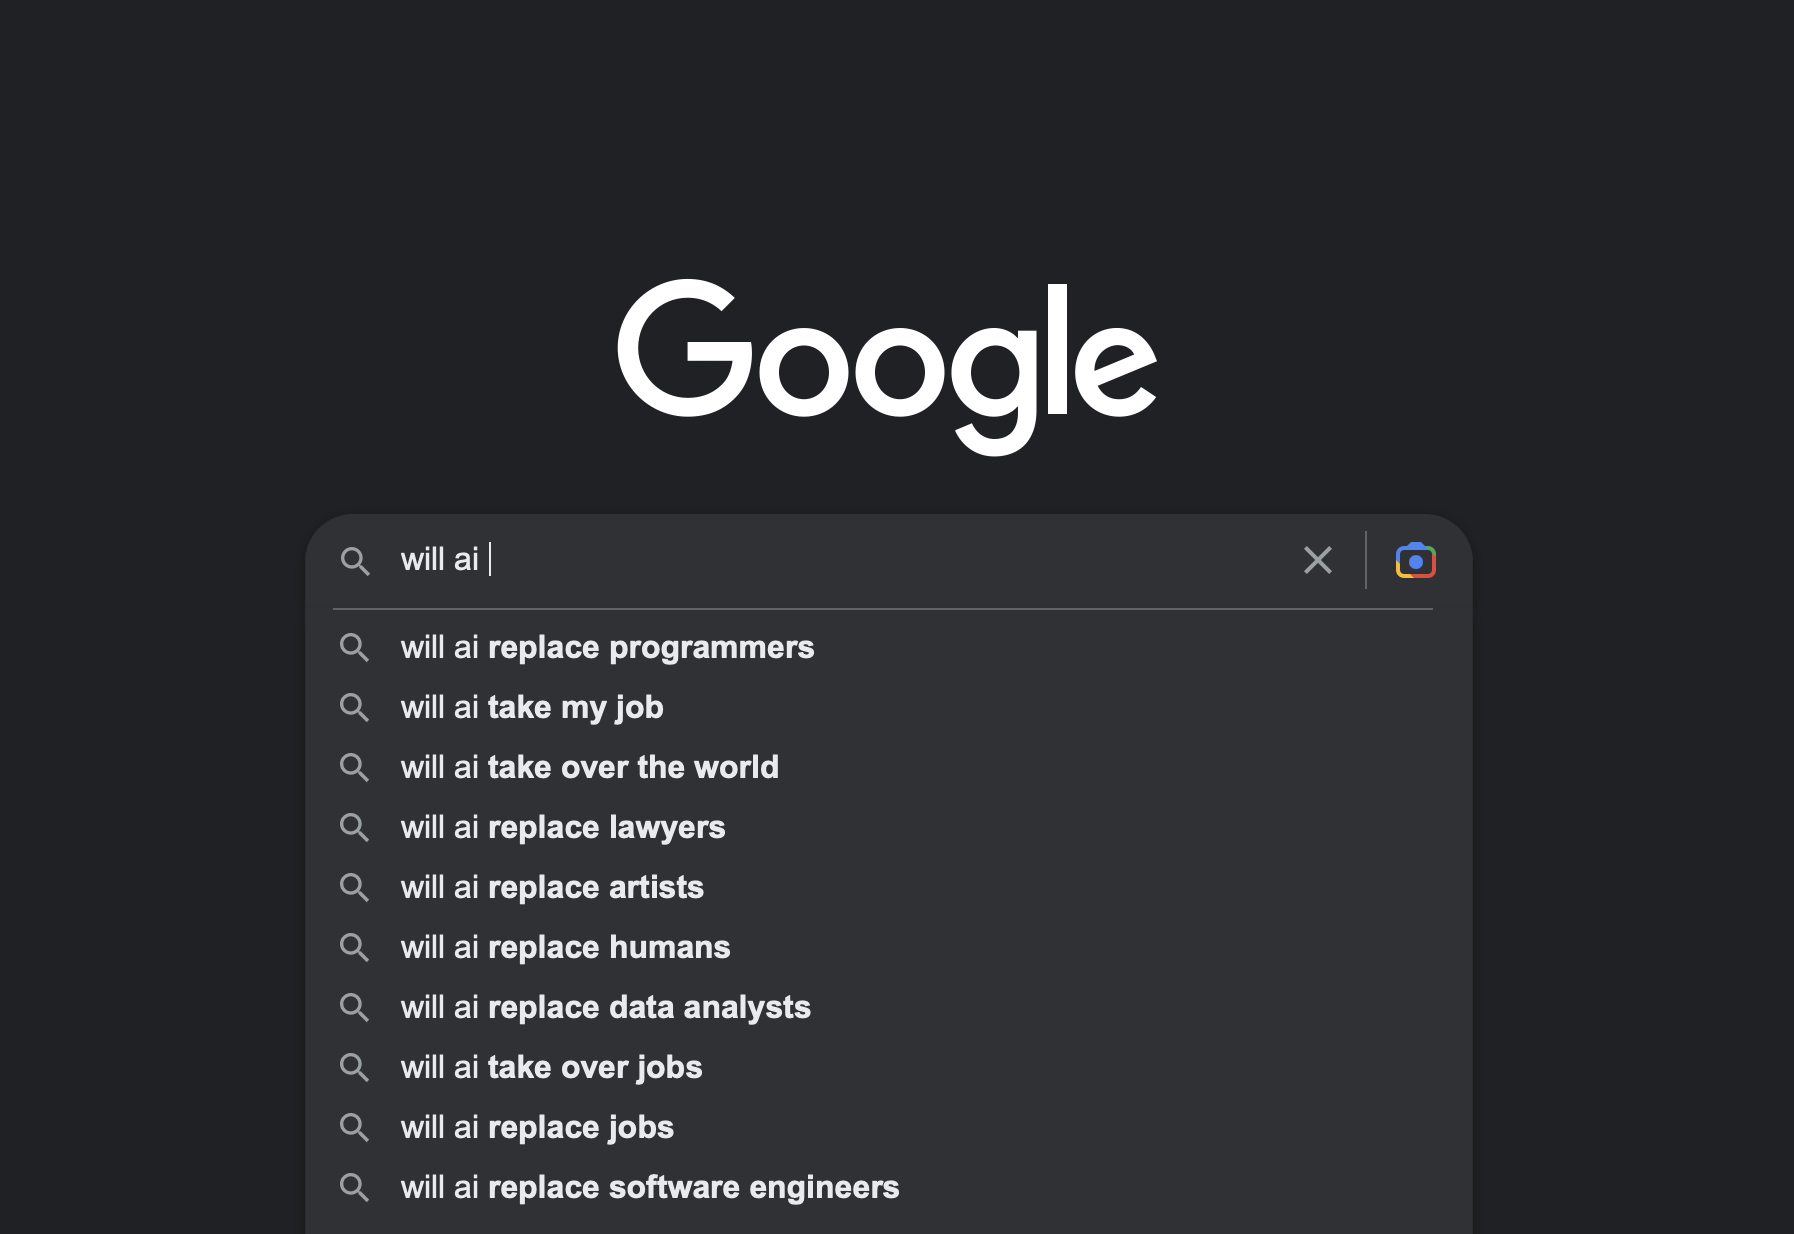 Google
will ai
will ai replace programmers
will ai take my job
will ai take over the world
will ai replace lawyers
will ai replace artists
will ai replace humans
will ai replace data analysts
will ai take over jobs
will ai replace jobs
will ai replace software engineers